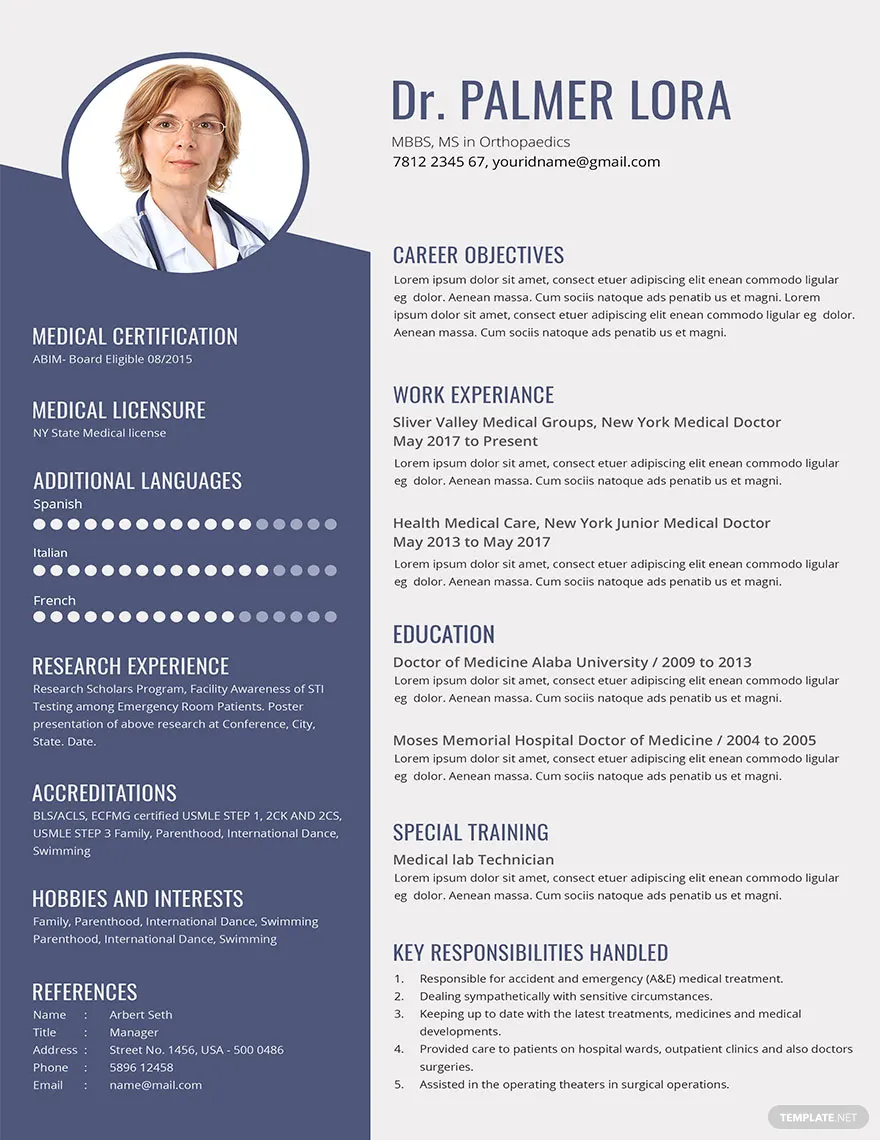 Dr. PALMER LORA
MBBS, MS in Orthopaedics
7812 2345 67, youridname@gmail.com
MEDICAL CERTIFICATION
ABIM- Board Eligible 08/2015
MEDICAL LICENSURE
NY State Medical license
ADDITIONAL LANGUAGES
Spanish
Italian
French
RESEARCH EXPERIENCE
Research Scholars Program, Facility Awareness of STI
Testing among Emergency Room Patients. Poster
presentation of above research at Conference, City,
State. Date.
ACCREDITATIONS
BLS/ACLS, ECFMG certified USMLE STEP 1, 2CK AND 2CS,
USMLE STEP 3 Family, Parenthood, International Dance,
Swimming
HOBBIES AND INTERESTS
Family, Parenthood, International Dance, Swimming
Parenthood, International Dance, Swimming
REFERENCES
Name : Arbert Seth
Title : Manager
Address : Street No. 1456, USA - 500 0486
Phone : 5896 12458
Email : name@mail.com
CAREER OBJECTIVES
Lorem ipsum dolor sit amet, consect etuer adipiscing elit enean commodo ligular
eg dolor. Aenean massa. Cum sociis natoque ads penatib us et magni. Lorem
ipsum dolor sit amet, consect etuer adipiscing elit enean commodo ligular eg dolor.
Aenean massa. Cum sociis natoque ads penatib us et magni.
WORK EXPERIANCE
Sliver Valley Medical Groups, New York Medical Doctor
May 2017 to Present
Lorem ipsum dolor sit amet, consect etuer adipiscing elit enean commodo ligular
eg dolor. Aenean massa. Cum sociis natoque ads penatib us et magni.
Health Medical Care, New York Junior Medical Doctor
May 2013 to May 2017
Lorem ipsum dolor sit amet, consect etuer adipiscing elit enean commodo ligular
eg dolor. Aenean massa. Cum sociis natoque ads penatib us et magni.
EDUCATION
Doctor of Medicine Alaba University / 2009 to 2013
Lorem ipsum dolor sit amet, consect etuer adipiscing elit enean commodo ligular
eg dolor. Aenean massa. Cum sociis natoque ads penatib us et magni.
Moses Memorial Hospital Doctor of Medicine / 2004 to 2005
Lorem ipsum dolor sit amet, consect etuer adipiscing elit enean commodo ligular
eg dolor. Aenean massa. Cum sociis natoque ads penatib us et magni.
SPECIAL TRAINING
Medical lab Technician
Lorem ipsum dolor sit amet, consect etuer adipiscing elit enean commodo ligular
eg dolor. Aenean massa. Cum sociis natoque ads penatib us et magni.
KEY RESPONSIBILITIES HANDLED
1. Responsible for accident and emergency (A&E) medical treatment.
2. Dealing sympathetically with sensitive circumstances.
3. Keeping up to date with the latest treatments, medicines and medical
developments.
4. Provided care to patients on hospital wards, outpatient clinics and also doctors
surgeries.
5. Assisted in the operating theaters in surgical operations.
TEMPLATE.NET